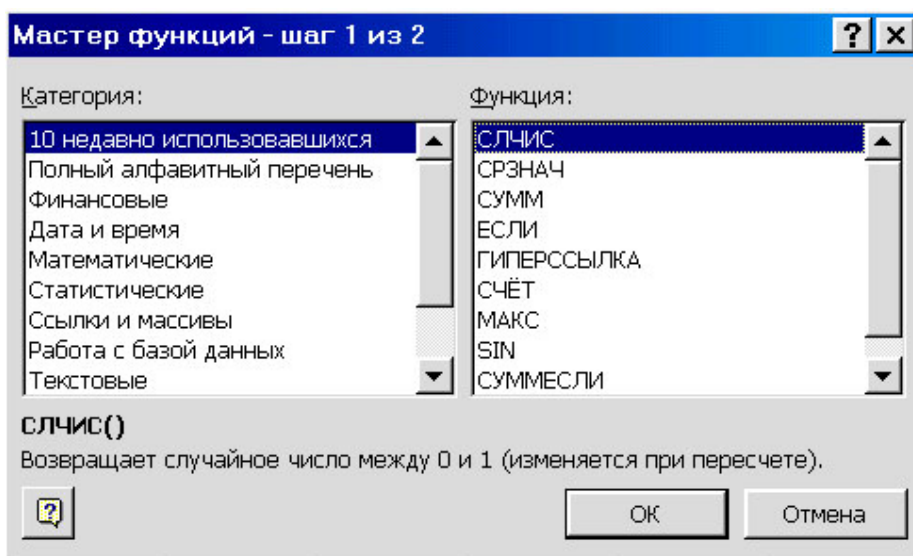 Мастер функций - шаг 1 из 2
Категория:
10 недавно использовавшихся
Полный алфавитный перечень
Финансовые
Дата и время
Математические
Статистические
Ссылки и массивы
Работа с базой данных
Текстовые
Функция:
СЛЧИС
СРЗНАЧ
СУММ
ЕСЛИ
ГИПЕРССЫЛКА
СЧЁТ
МАКС
SIN
СУММЕСЛИ
СЛЧИС()
Возвращает случайное число между 0 и 1 (изменяется при пересчете).
ОК
Отмена